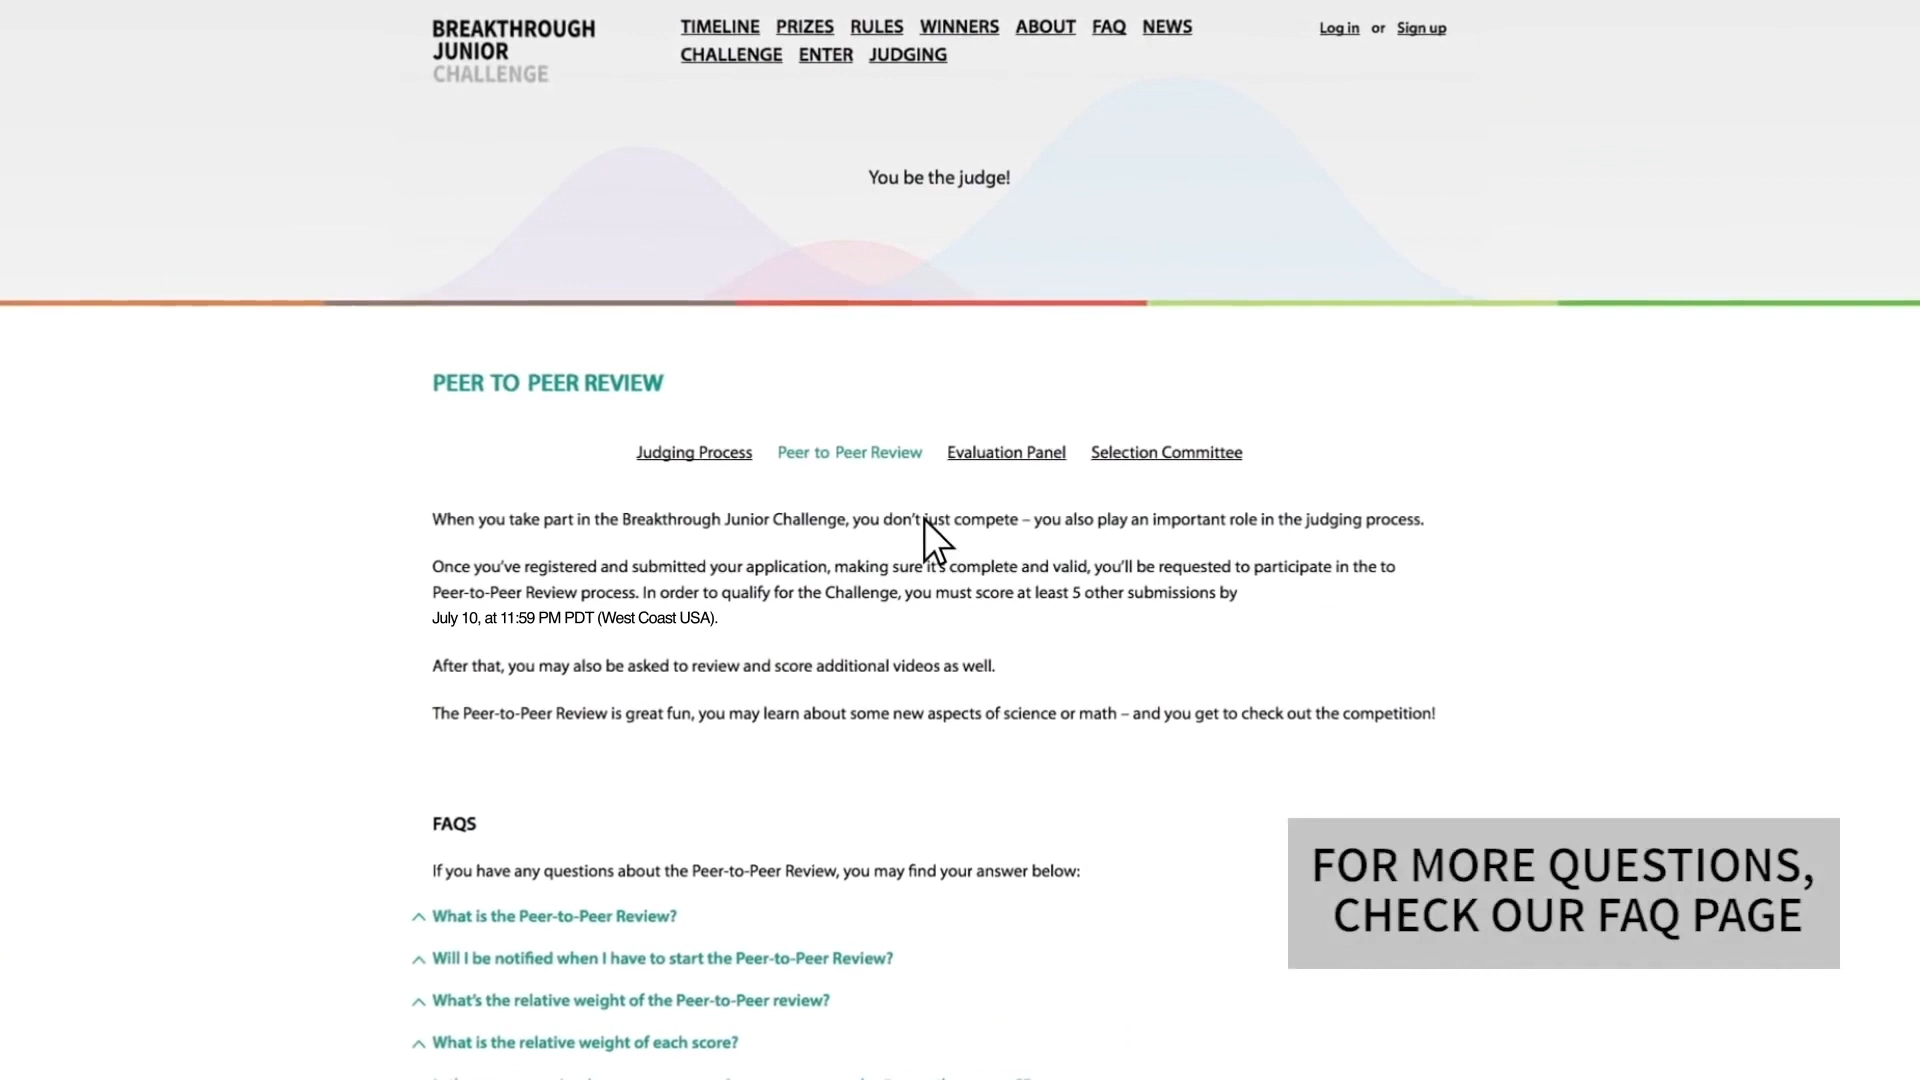 BREAKTHROUGH
JUNIOR
CHALLENGE
TIMELINE PRIZES RULES WINNERS ABOUT FAQ NEWS
CHALLENGE ENTER JUDGING
Log in or Sign up
You be the judge!
PEER TO PEER REVIEW
Judging Process Peer to Peer Review Evaluation Panel Selection Committee
When you take part in the Breakthrough Junior Challenge, you don't just compete – you also play an important role in the judging process.
Once you've registered and submitted your application, making sure it's complete and valid, you'll be requested to participate in the to
Peer-to-Peer Review process. In order to qualify for the Challenge, you must score at least 5 other submissions by
July 10, at 11:59 PM PDT (West Coast USA).
After that, you may also be asked to review and score additional videos as well.
The Peer-to-Peer Review is great fun, you may learn about some new aspects of science or math – and you get to check out the competition!
FAQS
If you have any questions about the Peer-to-Peer Review, you may find your answer below:
What is the Peer-to-Peer Review?
Will I be notified when I have to start the Peer-to-Peer Review?
What's the relative weight of the Peer-to-Peer review?
What is the relative weight of each score?
FOR MORE QUESTIONS,
CHECK OUR FAQ PAGE